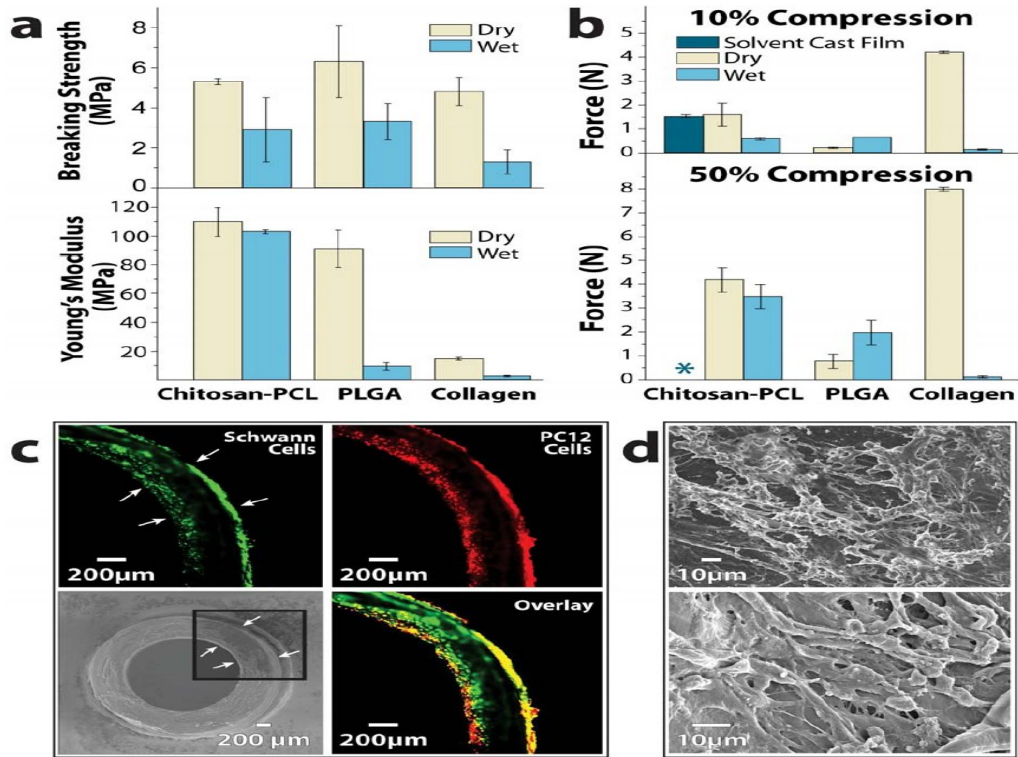 a
8
6
4
2
0
Breaking Strength
(MPa)
Dry
Wet
120
100
80
60
40
20
Young's Modulus
(MPa)
Dry
Wet
Chitosan-PCL PLGA Collagen
b
10% Compression
5
4
3
2
1
0
Force (N)
Solvent Cast Film
Dry
Wet
50% Compression
8
7
6
5
4
3
2
1
0
Force (N)
*
Chitosan-PCL PLGA Collagen
c
Schwann
Cells
200μm
PC12
Cells
200μm
200 μm
Overlay
200μm
d
10μm
10μm